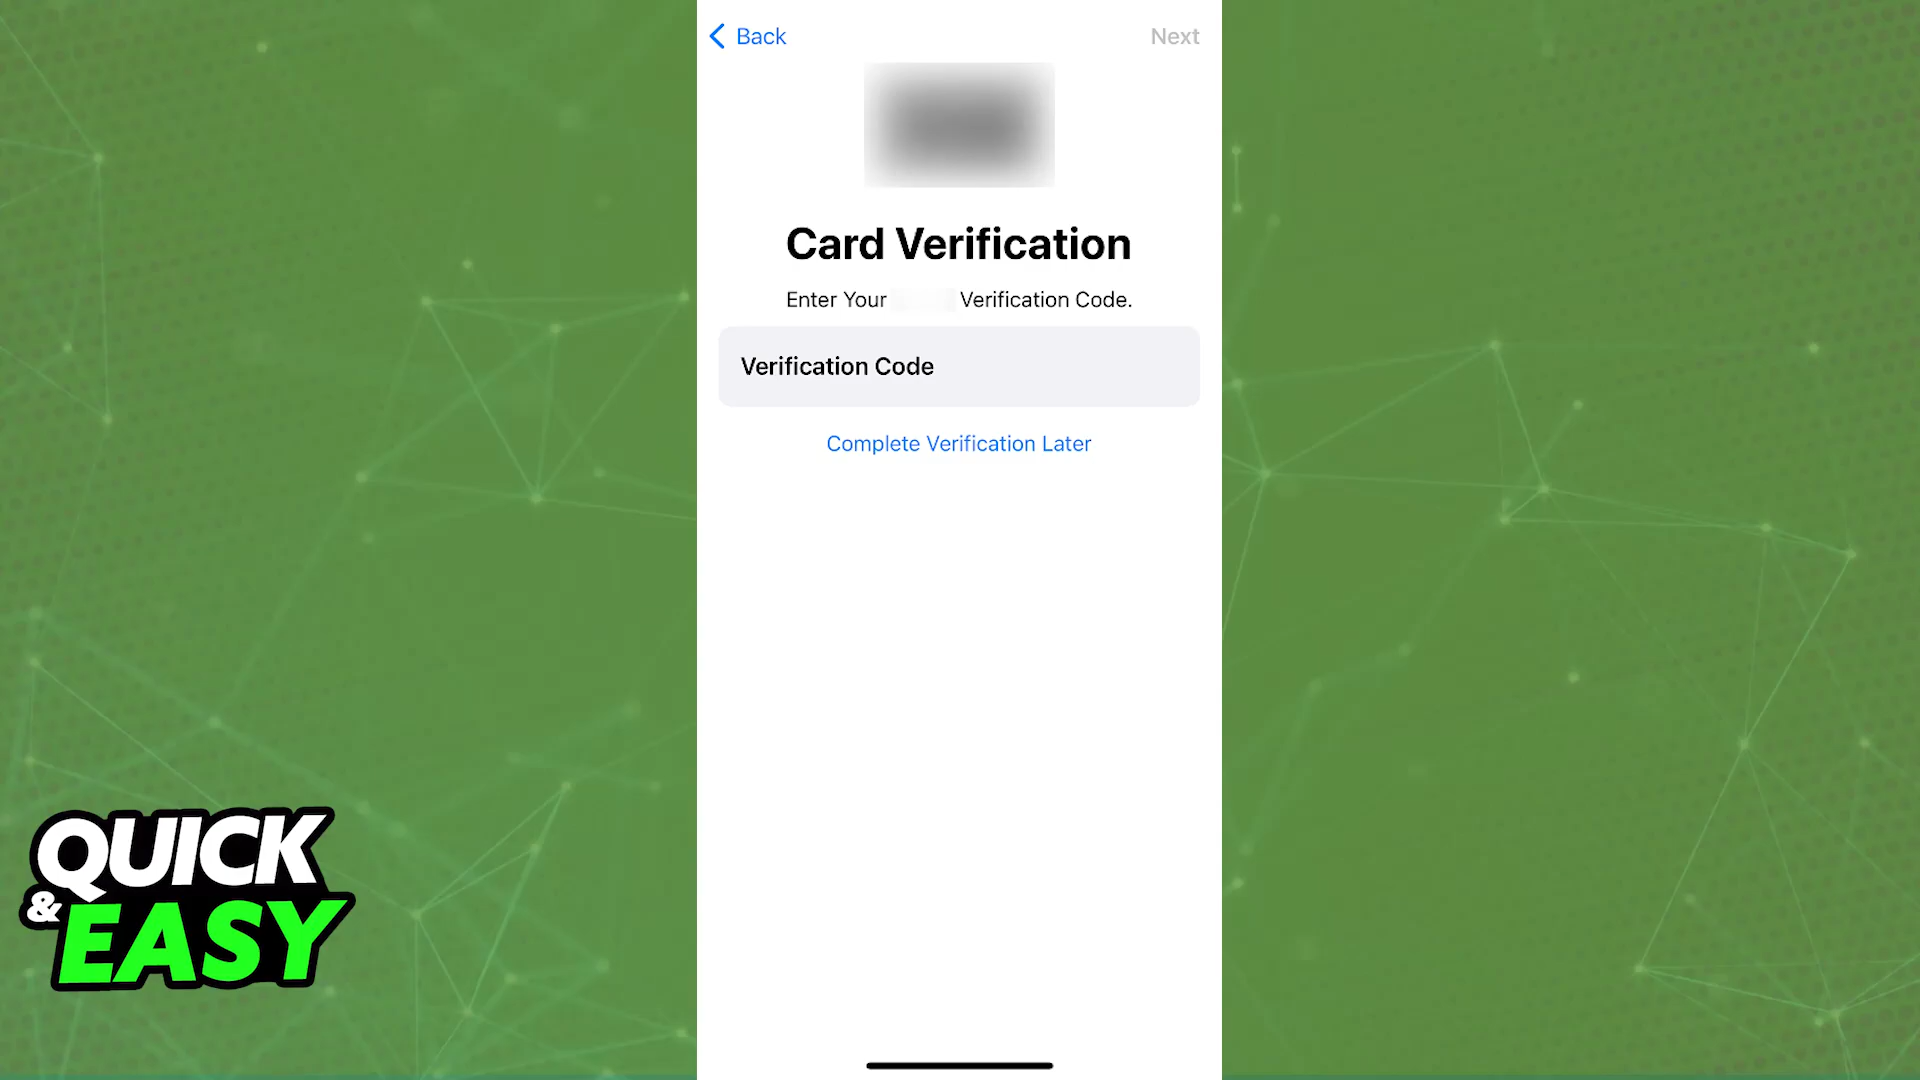 Back
Next
Card Verification
Enter Your Verification Code.
Verification Code
Complete Verification Later
QUICK
& EASY